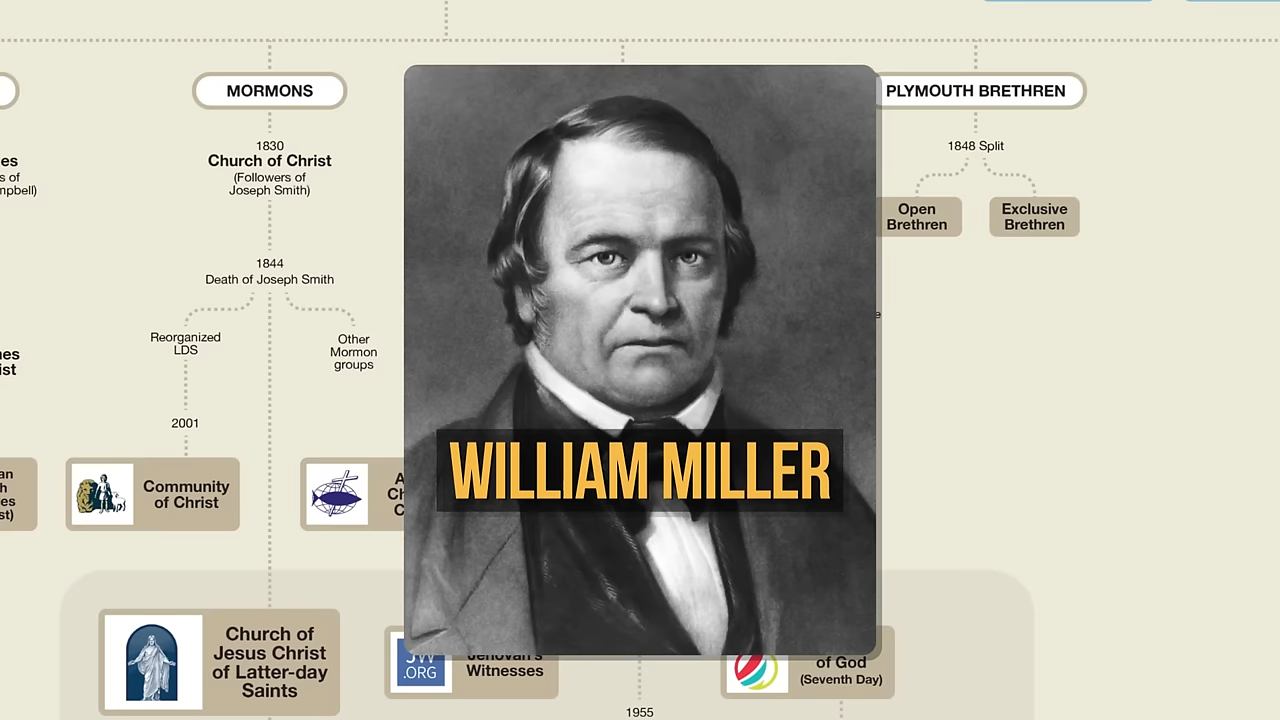 MORMONS
1830
Church of Christ
(Followers of
Joseph Smith)
1844
Death of Joseph Smith
Reorganized
LDS
Other
Mormon
groups
2001
Community
of Christ
Church of
Jesus Christ
of Latter-day
Saints
WILLIAM MILLER
JW
.ORG
Jehovah's
Witnesses
of God
(Seventh Day)
1955
PLYMOUTH BRETHREN
1848 Split
Open
Brethren
Exclusive
Brethren